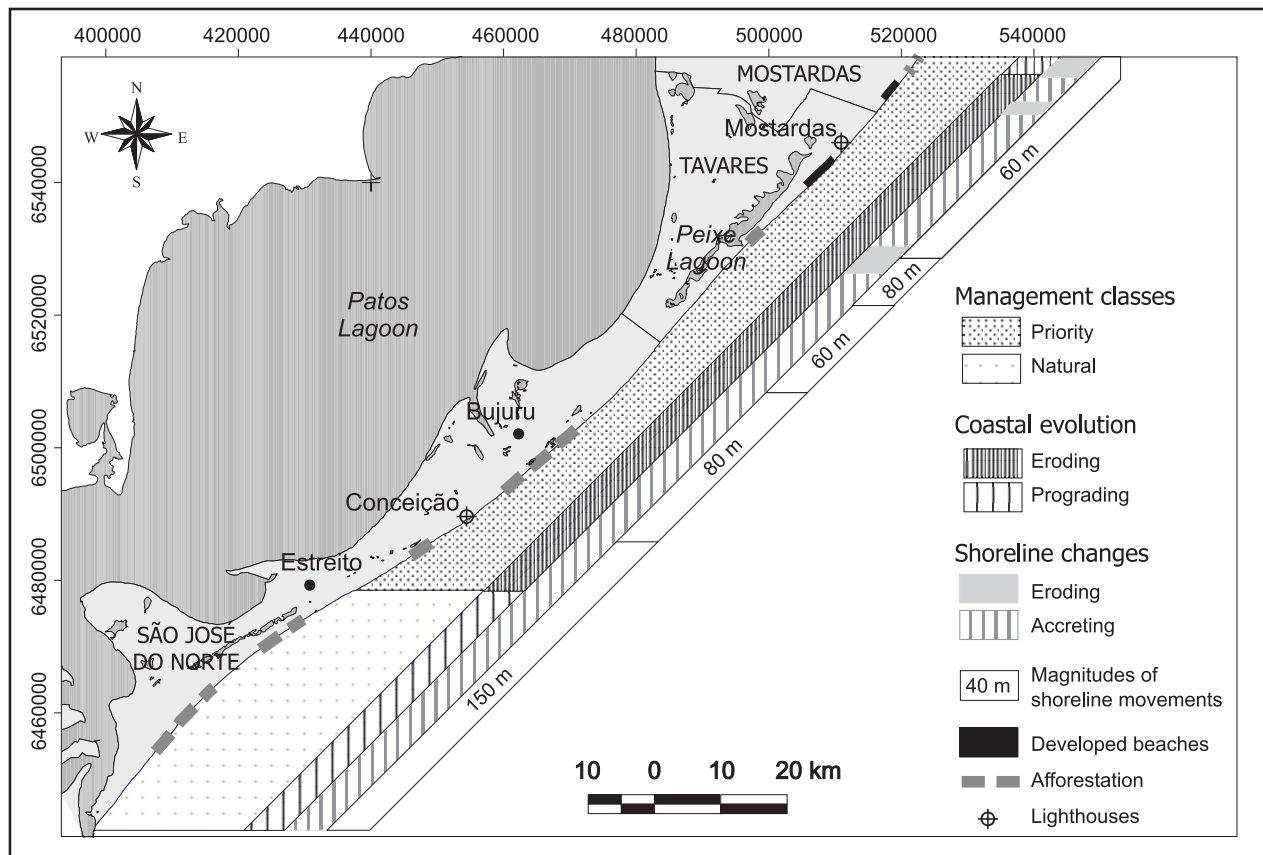 400000 420000 440000 460000 480000 500000 520000 540000
6540000
6520000
6500000
6480000
6460000
N
W E
S
MOSTARDAS
Mostardas
TAVARES
Peixe
Lagoon
Patos
Lagoon
Bujuru
Conceição
Estreito
SÃO JOSÉ
DO NORTE
60 m
80 m
60 m
80 m
150 m
10 0 10 20 km
Management classes
Priority
Natural
Coastal evolution
Eroding
Prograding
Shoreline changes
Eroding
Accreting
40 m Magnitudes of
shoreline movements
Developed beaches
Afforestation
Lighthouses